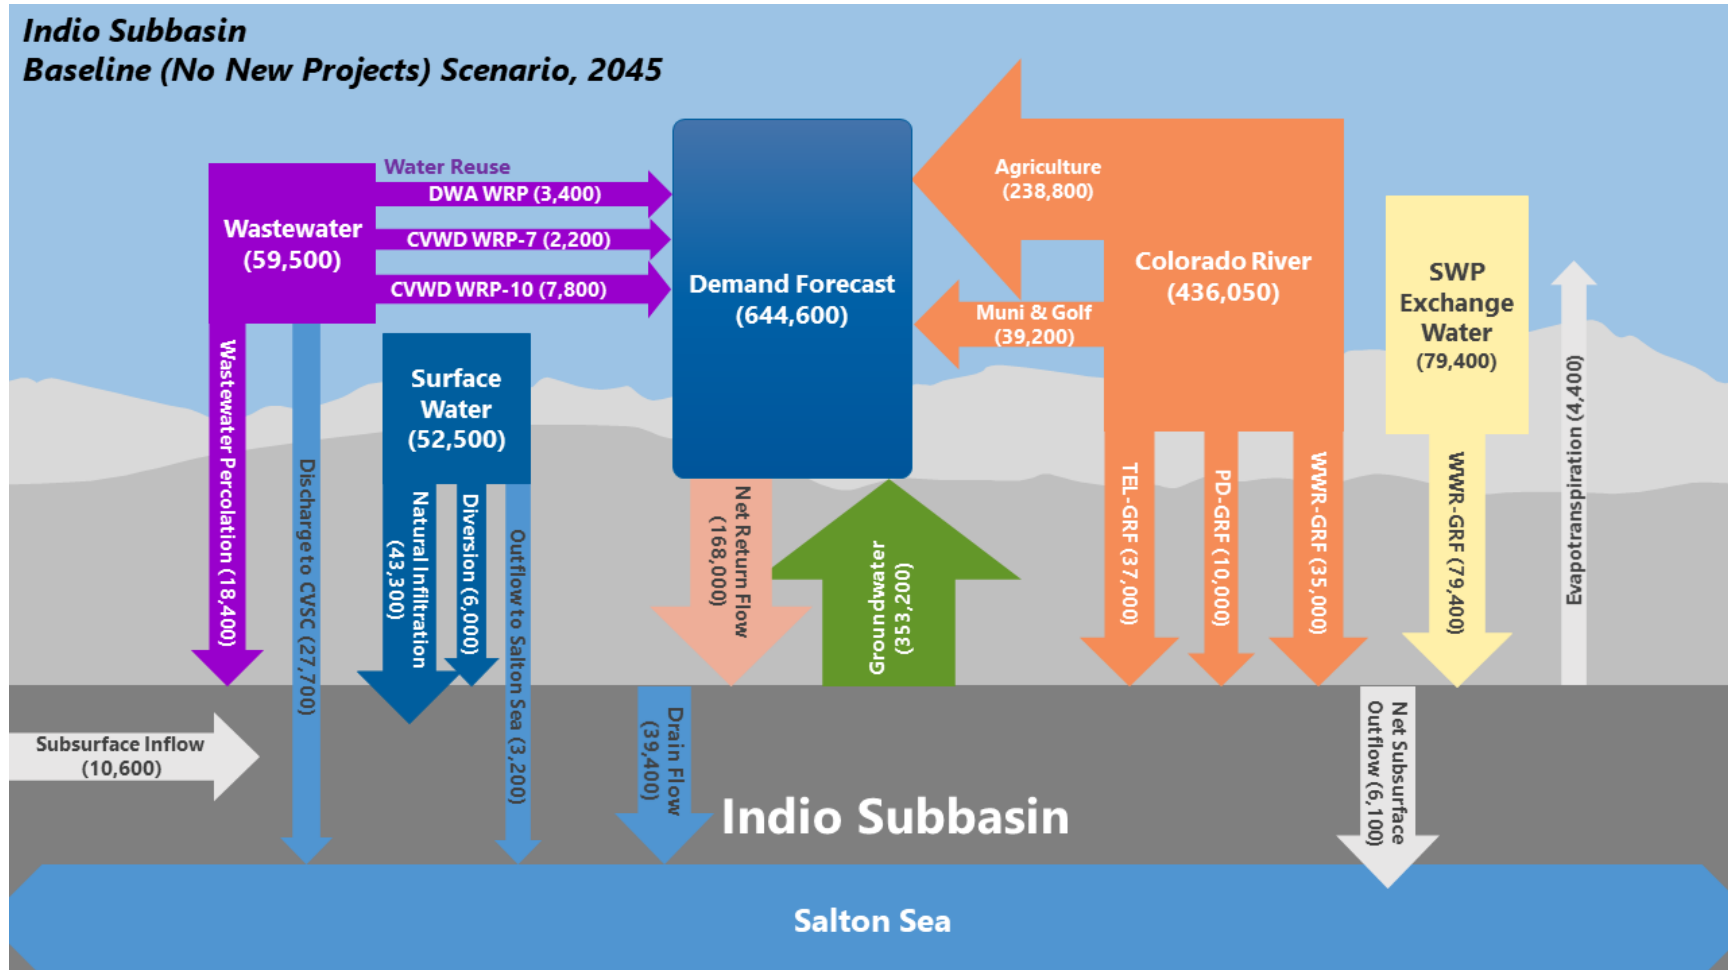 Indio Subbasin
Baseline (No New Projects) Scenario, 2045
Water Reuse
DWA WRP (3,400)
CVWD WRP-7 (2,200)
CVWD WRP-10 (7,800)
Wastewater
(59,500)
Wastewater Percolation (18,400)
Discharge to CVSC (27,700)
Surface
Water
(52,500)
Natural Infiltration
(43,300)
Diversion (6,000)
Outflow to Salton Sea (3,200)
Demand Forecast
(644,600)
Net Return Flow
(168,000)
Groundwater
(353,200)
Agriculture
(238,800)
Muni & Golf
(39,200)
Colorado River
(436,050)
TEL-GRF (37,000)
PD-GRF (10,000)
WWR-GRF (35,000)
SWP
Exchange
Water
(79,400)
WWR-GRF (79,400)
Evapotranspiration (4,400)
Subsurface Inflow
(10,600)
Drain Flow
(39,400)
Net Subsurface
Outflow (6,100)
Indio Subbasin
Salton Sea